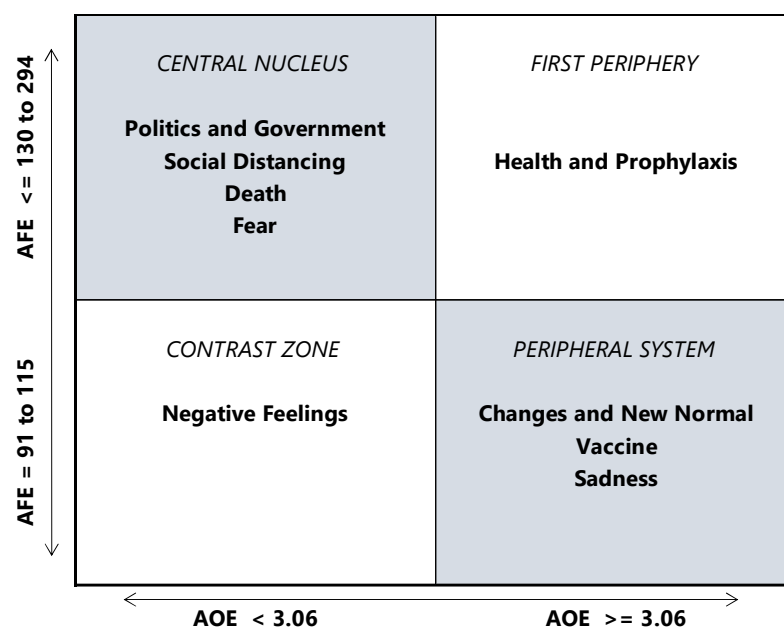 AFE <= 130 to 294
CENTRAL NUCLEUS
Politics and Government
Social Distancing
Death
Fear
FIRST PERIPHERY
Health and Prophylaxis
AFE = 91 to 115
CONTRAST ZONE
Negative Feelings
PERIPHERAL SYSTEM
Changes and New Normal
Vaccine
Sadness
AOE < 3.06
AOE >= 3.06